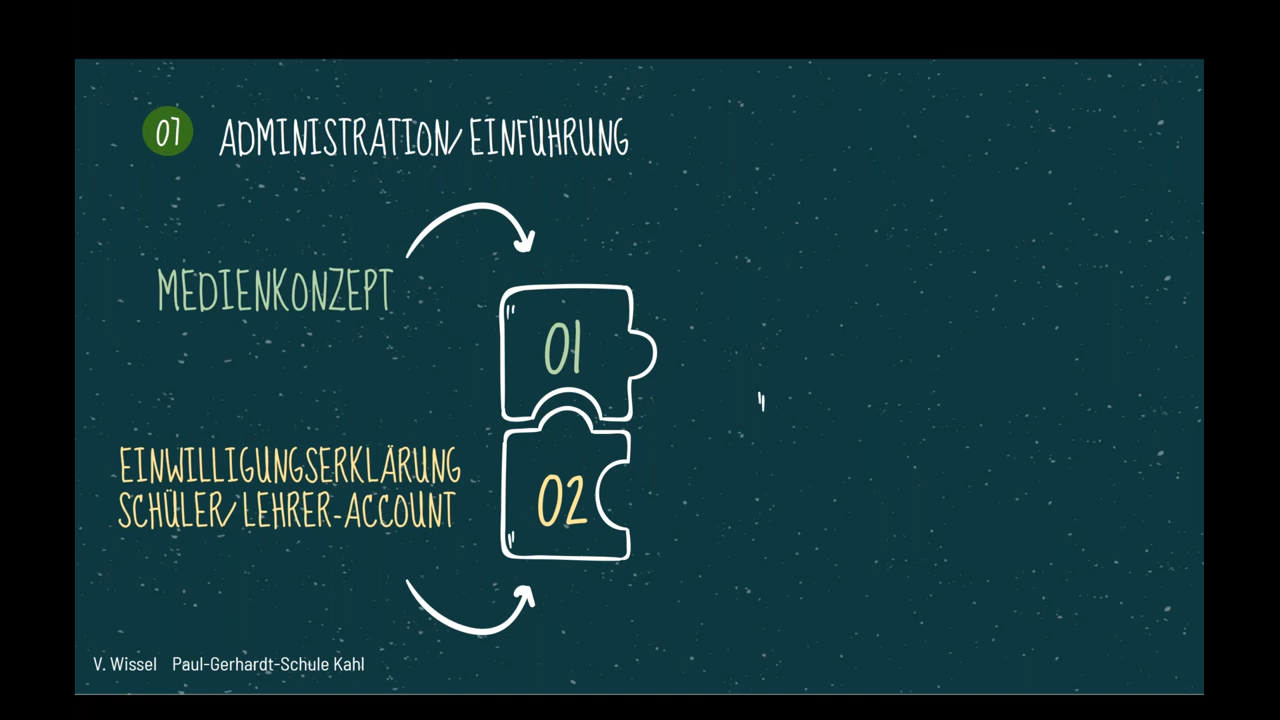 07 ADMINISTRATION/ EINFÜHRUNG
MEDIENKONZEPT
01
EINWILLIGUNGSERKLÄRUNG
SCHÜLER/ LEHRER-ACCOUNT
02
V. Wissel Paul-Gerhardt-Schule Kahl